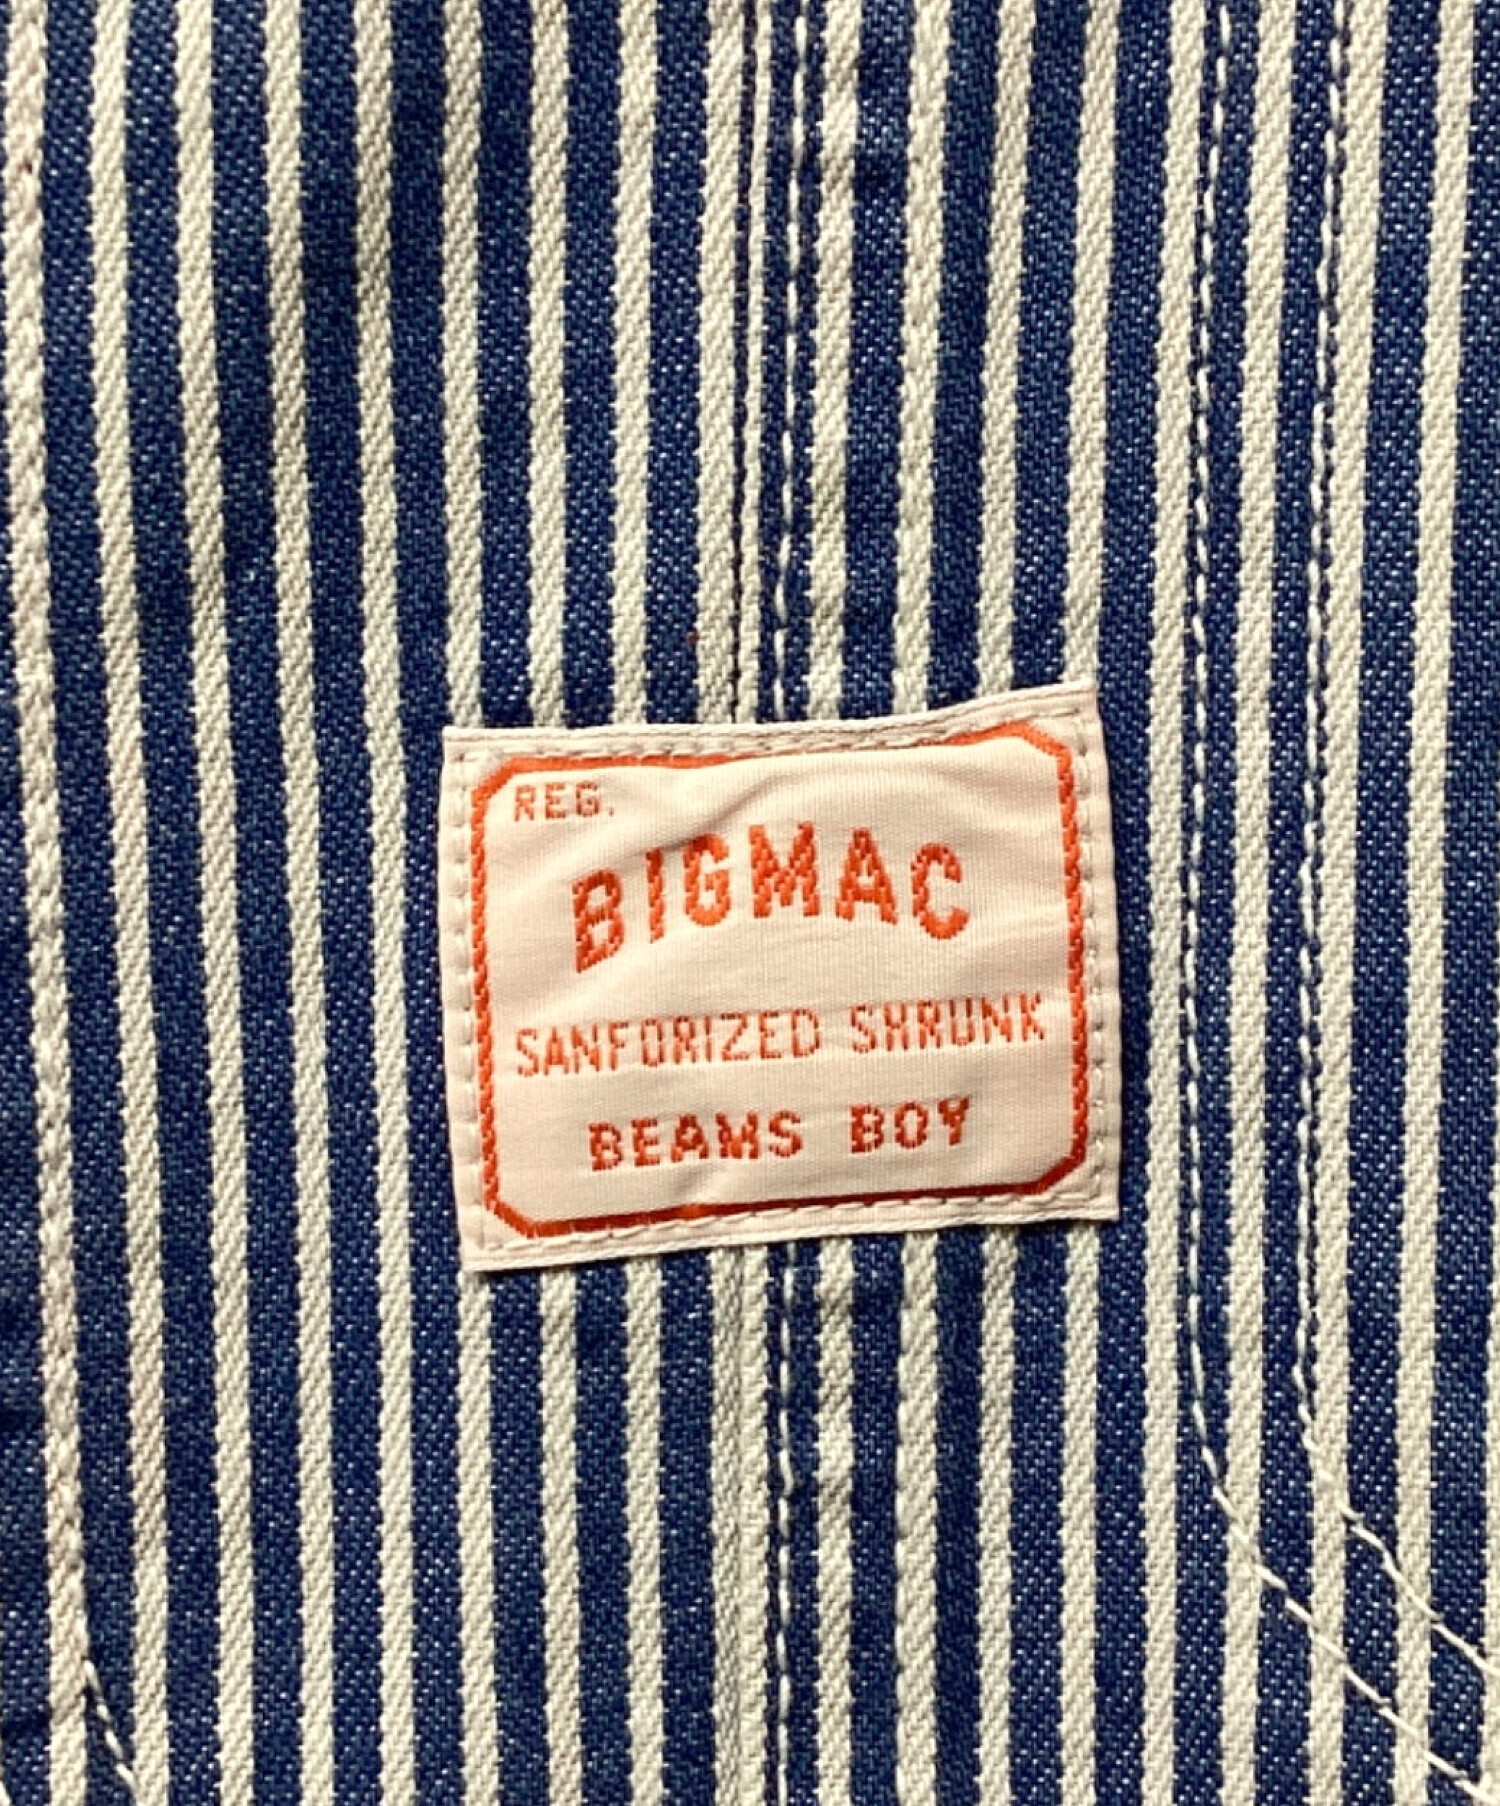 REG.
BIGMAC
SANFORIZED SHRUNK
BEAMS BOY